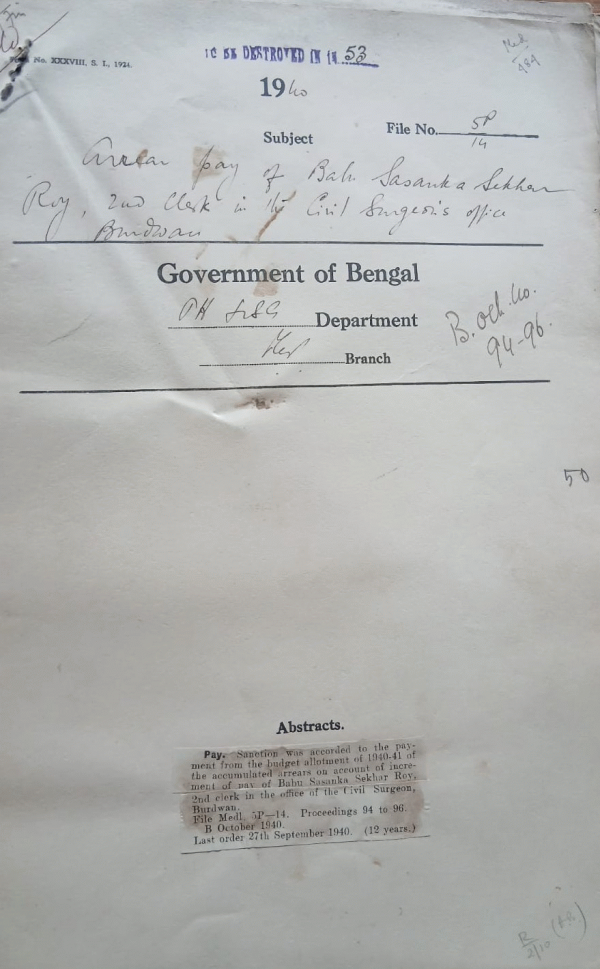 Form No. XXXVIII, S. I., 1924.
TO BE DESTROYED IN 19 53
1940
Subject
File No. 5P
14
Arrear pay of Babu Sasanka Sekhar
Roy, 2nd clerk in the Civil Surgeon's office
Burdwan
Government of Bengal
PH & LSG Department
Branch
B. Oct. 40.
94-96.
50
Abstracts.
Pay. Sanction was accorded to the pay-
ment from the budget allotment of 1940-41 of
the accumulated arrears on account of incre-
ment of pay of Babu Sasanka Sekhar Roy,
2nd clerk in the office of the Civil Surgeon,
Burdwan.
File Medl. 5P—14. Proceedings 94 to 96.
B October 1940.
Last order 27th September 1940. (12 years.)